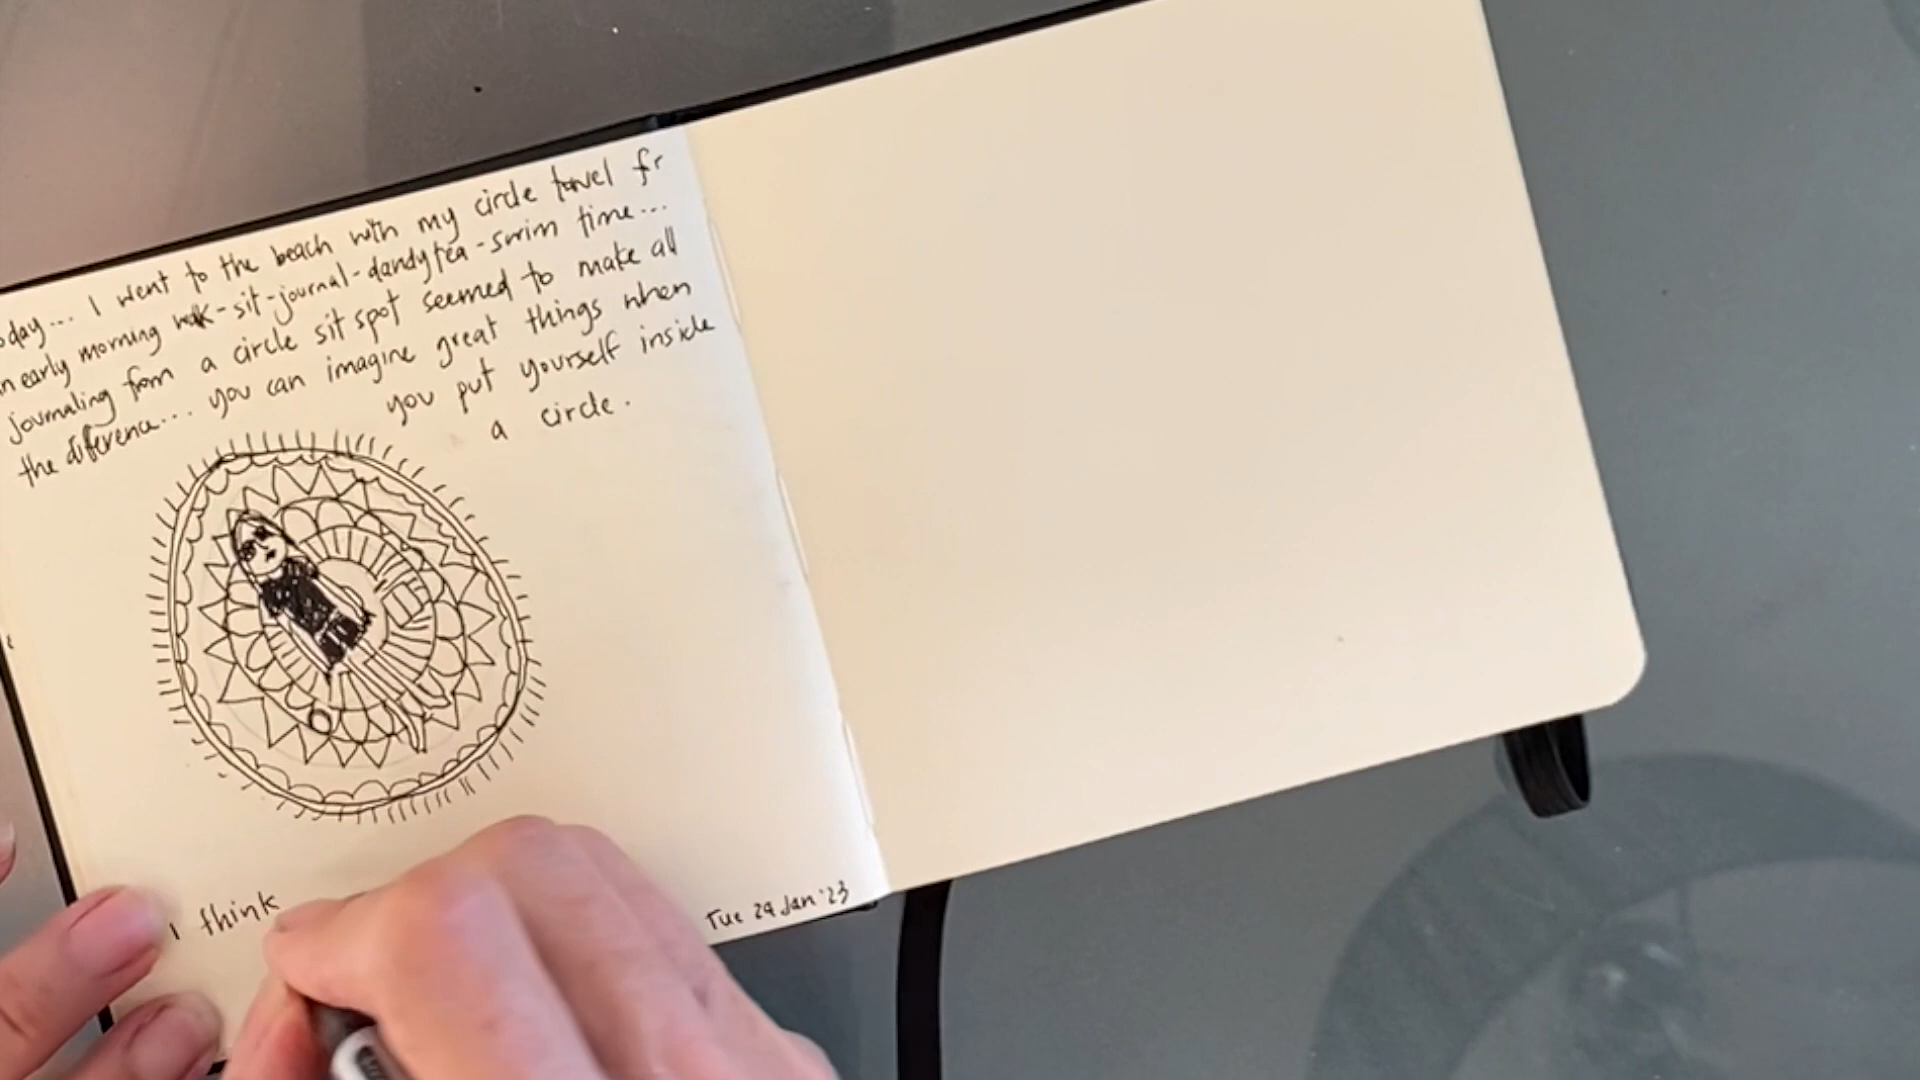 oday... I went to the beach with my circle towel fr
n early morning walk-sit-journal-dandy tea-swim time...
journaling from a circle sit spot seemed to make all
the diference... you can imagine great things when
you put yourself inside
a circle.
I think
Tue 24 Jan '23